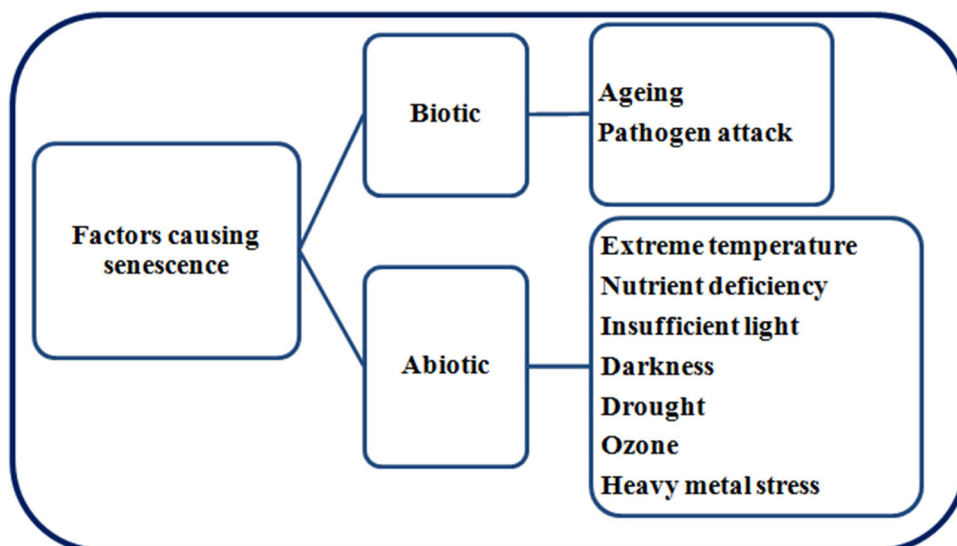 Factors causing
senescence
Biotic
Ageing
Pathogen attack
Abiotic
Extreme temperature
Nutrient deficiency
Insufficient light
Darkness
Drought
Ozone
Heavy metal stress